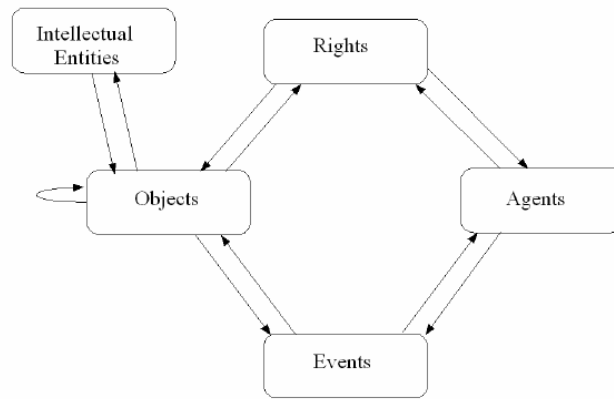 Intellectual
Entities
Rights
Objects
Agents
Events